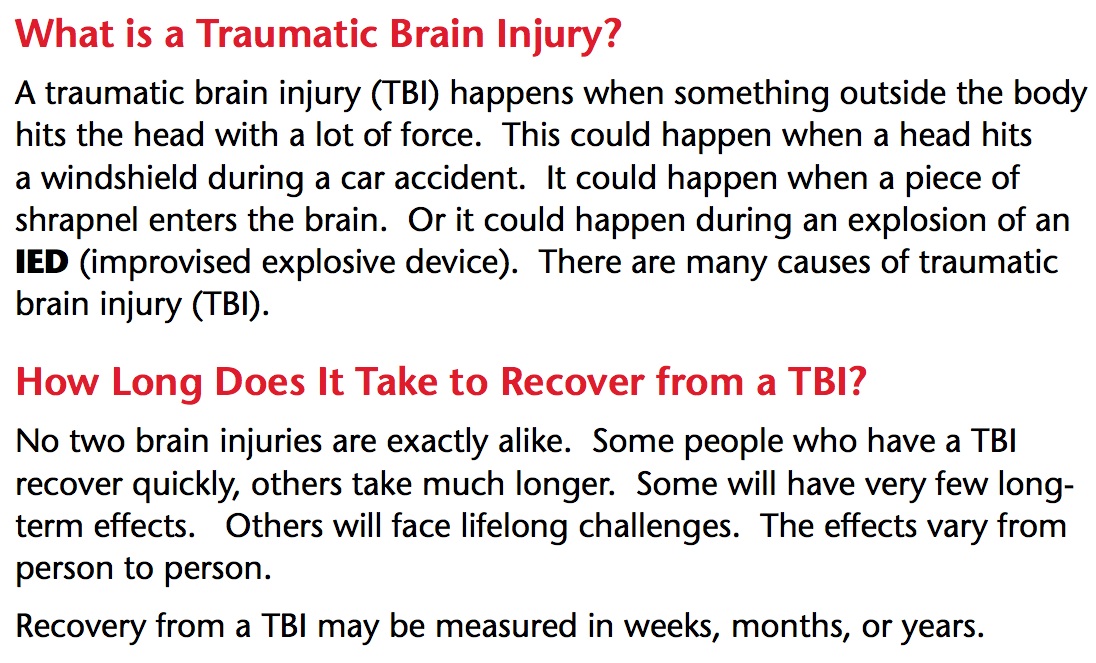 What is a Traumatic Brain Injury?
A traumatic brain injury (TBI) happens when something outside the body
hits the head with a lot of force.  This could happen when a head hits
a windshield during a car accident.  It could happen when a piece of
shrapnel enters the brain.  Or it could happen during an explosion of an
IED (improvised explosive device).  There are many causes of traumatic
brain injury (TBI).
How Long Does It Take to Recover from a TBI?
No two brain injuries are exactly alike.  Some people who have a TBI
recover quickly, others take much longer.  Some will have very few long-
term effects.   Others will face lifelong challenges.  The effects vary from
person to person.
Recovery from a TBI may be measured in weeks, months, or years.